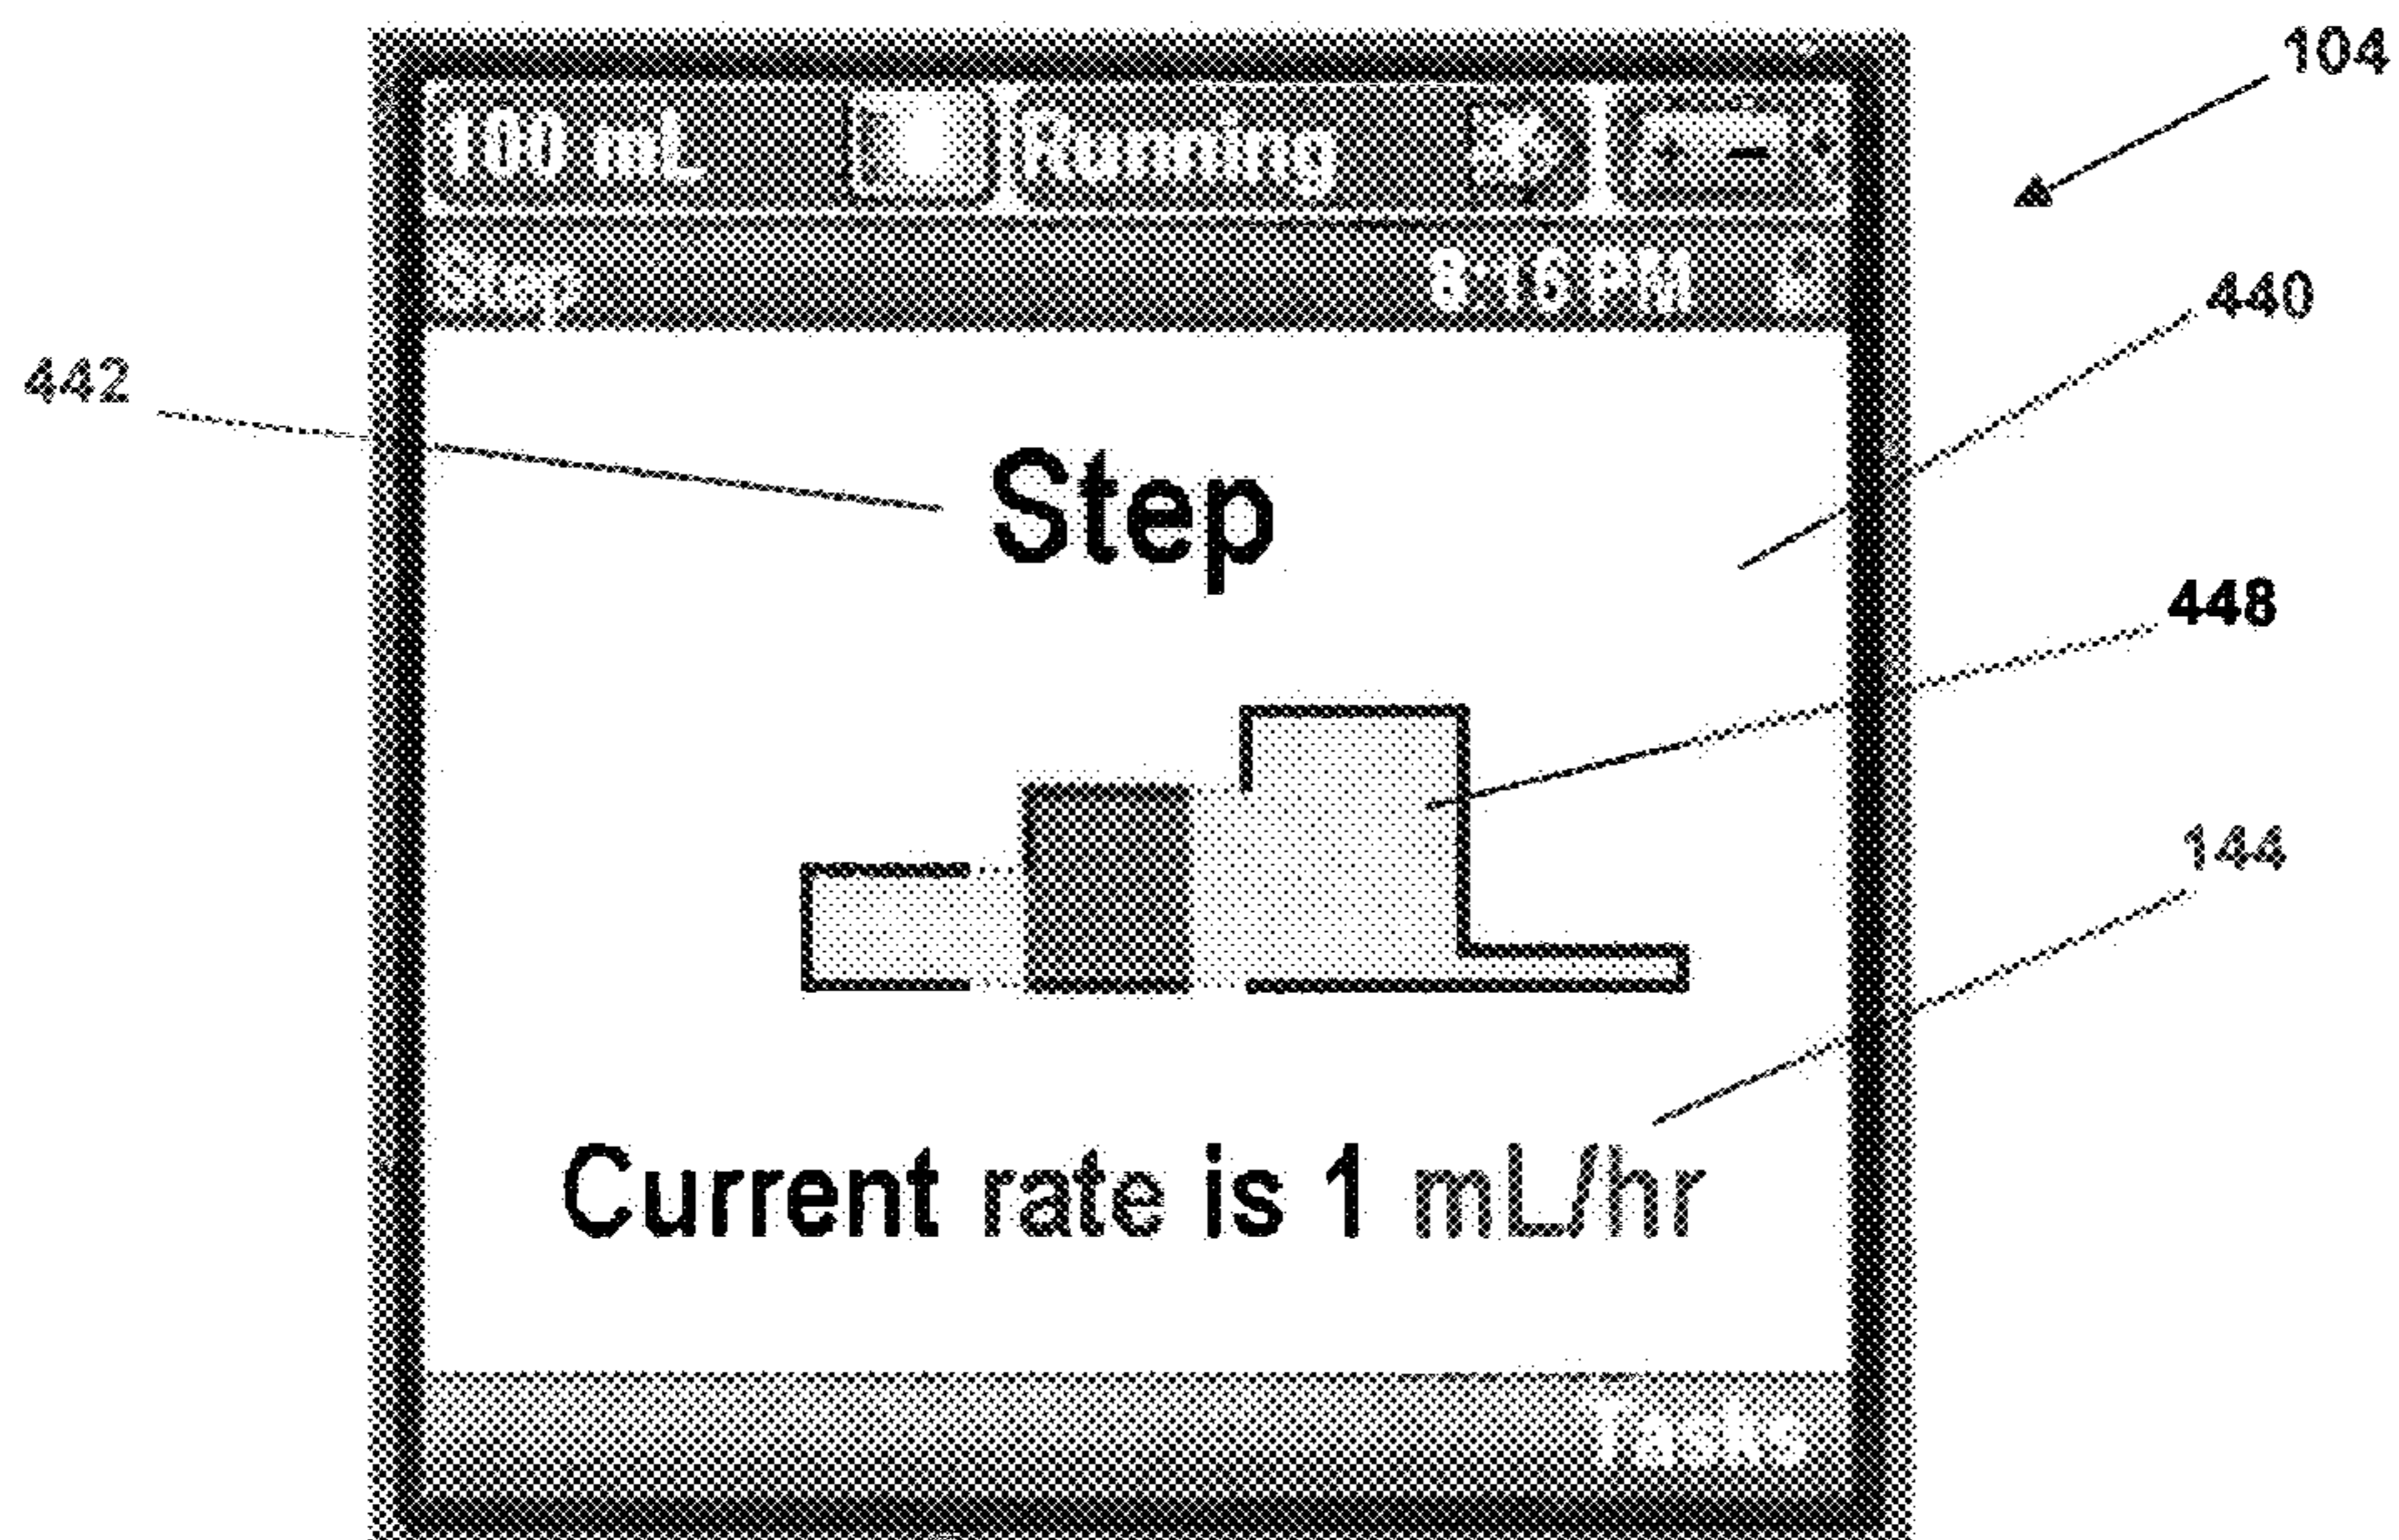 104
100 mL Running
Step 8:16 PM
440
442
Step
448
144
Current rate is 1 mL/hr
Tasks